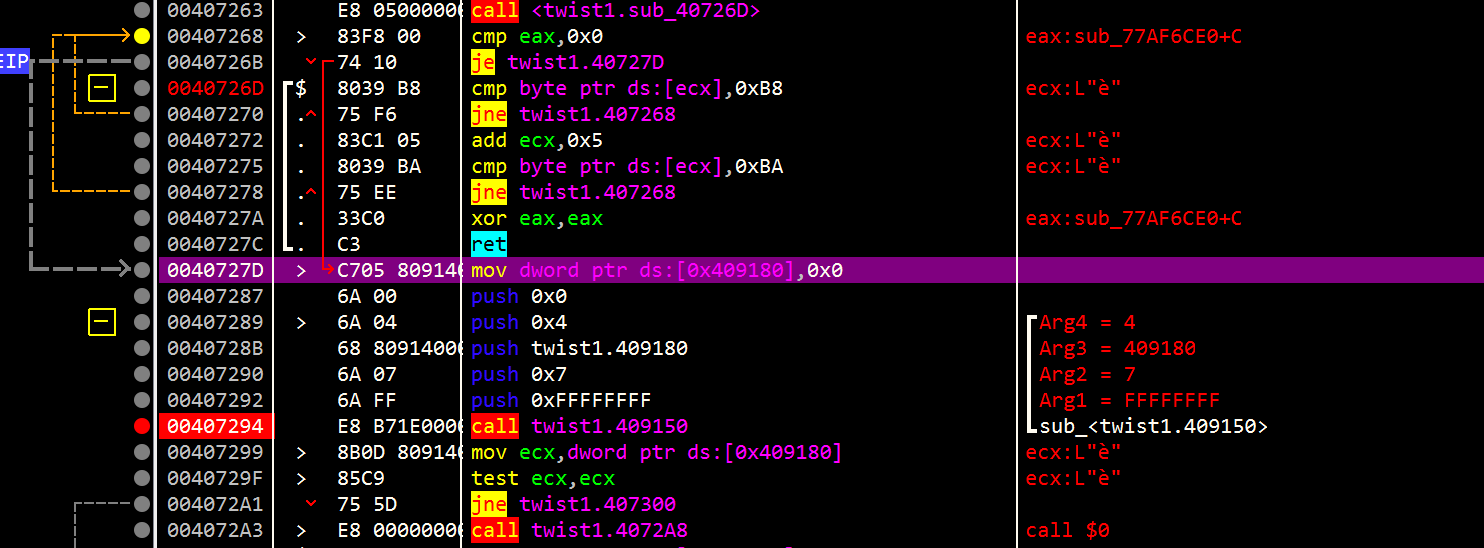 00407263 E8 05000000 call <twist1.sub_40726D>
00407268 > 83F8 00 cmp eax,0x0 eax:sub_77AF6CE0+C
EIP 0040726B 74 10 je twist1.40727D
0040726D $ 8039 B8 cmp byte ptr ds:[ecx],0xB8 ecx:L"è"
00407270 . 75 F6 jne twist1.407268
00407272 . 83C1 05 add ecx,0x5 ecx:L"è"
00407275 . 8039 BA cmp byte ptr ds:[ecx],0xBA ecx:L"è"
00407278 . 75 EE jne twist1.407268
0040727A . 33C0 xor eax,eax eax:sub_77AF6CE0+C
0040727C . C3 ret
0040727D > C705 809140 mov dword ptr ds:[0x409180],0x0
00407287 6A 00 push 0x0
00407289 > 6A 04 push 0x4 Arg4 = 4
0040728B 68 80914000 push twist1.409180 Arg3 = 409180
00407290 6A 07 push 0x7 Arg2 = 7
00407292 6A FF push 0xFFFFFFFF Arg1 = FFFFFFFF
00407294 E8 B71E0000 call twist1.409150 sub_<twist1.409150>
00407299 > 8B0D 809140 mov ecx,dword ptr ds:[0x409180] ecx:L"è"
0040729F > 85C9 test ecx,ecx ecx:L"è"
004072A1 75 5D jne twist1.407300
004072A3 > E8 00000000 call twist1.4072A8 call $0